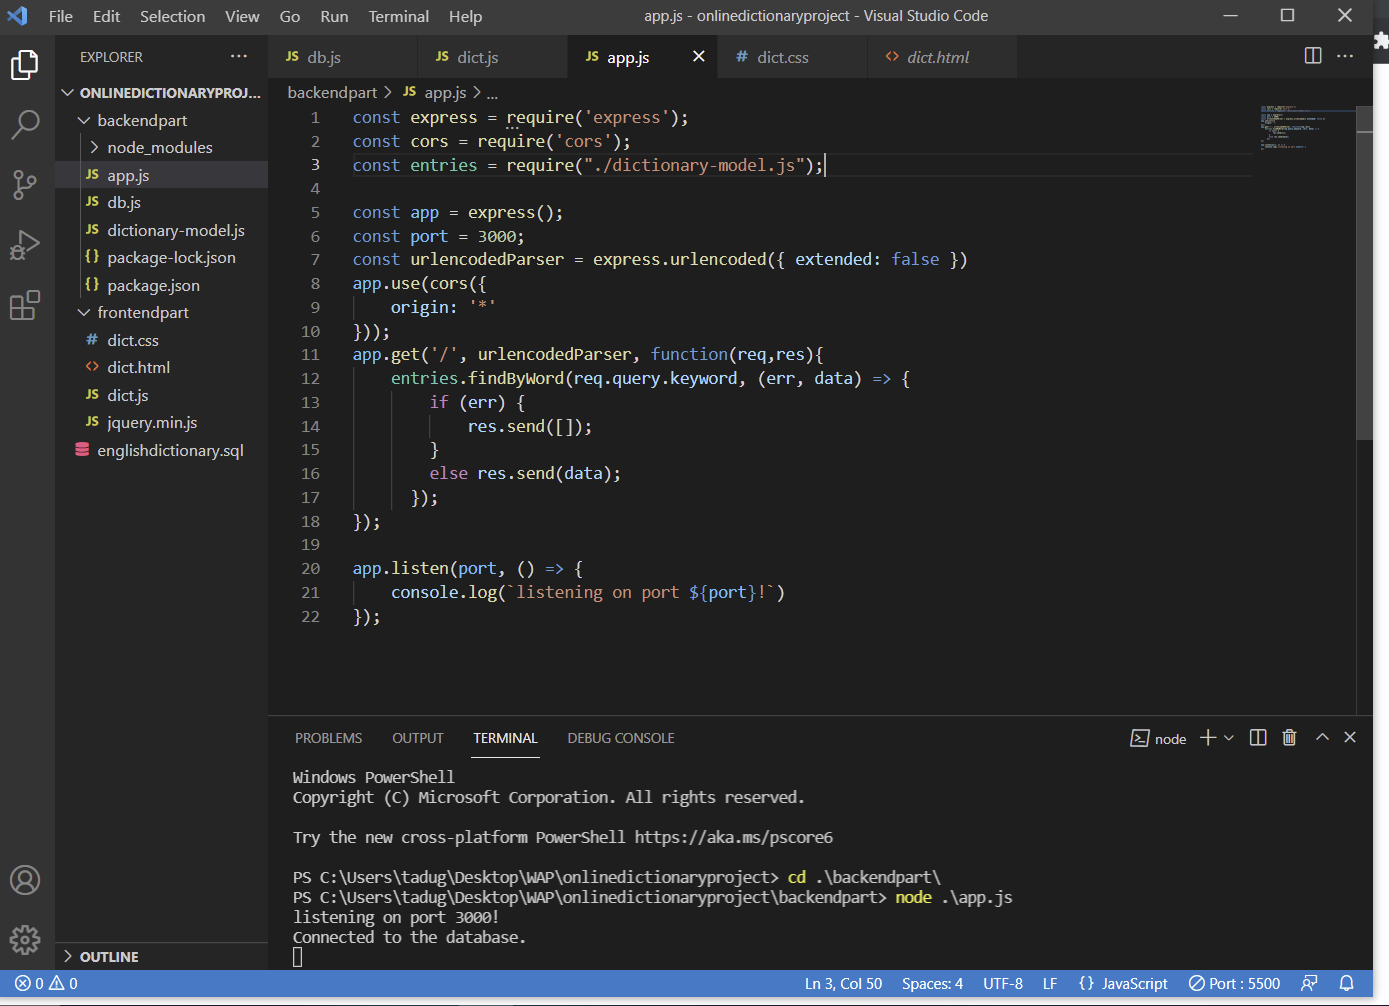 File Edit Selection View Go Run Terminal Help app.js - onlinedictionaryproject - Visual Studio Code
EXPLORER ...
JS db.js JS dict.js JS app.js # dict.css <> dict.html ...
ONLINEDICTIONARYPROJ...
backendpart
node_modules
JS app.js
JS db.js
JS dictionary-model.js
{} package-lock.json
{} package.json
frontendpart
# dict.css
<> dict.html
JS dict.js
JS jquery.min.js
englishdictionary.sql
OUTLINE
backendpart > JS app.js > ...
1 const express = require('express');
2 const cors = require('cors');
3 const entries = require("./dictionary-model.js");
4
5 const app = express();
6 const port = 3000;
7 const urlencodedParser = express.urlencoded({ extended: false })
8 app.use(cors({
9 origin: '*'
10 }));
11 app.get('/', urlencodedParser, function(req,res){
12 entries.findByWord(req.query.keyword, (err, data) => {
13 if (err) {
14 res.send([]);
15 }
16 else res.send(data);
17 });
18 });
19
20 app.listen(port, () => {
21 console.log(`listening on port ${port}!`)
22 });
PROBLEMS OUTPUT TERMINAL DEBUG CONSOLE node
Windows PowerShell
Copyright (C) Microsoft Corporation. All rights reserved.
Try the new cross-platform PowerShell https://aka.ms/pscore6
PS C:\Users\tadug\Desktop\WAP\onlinedictionaryproject> cd .\backendpart\
PS C:\Users\tadug\Desktop\WAP\onlinedictionaryproject\backendpart> node .\app.js
listening on port 3000!
Connected to the database.
0 0 Ln 3, Col 50 Spaces: 4 UTF-8 LF {} JavaScript Port : 5500